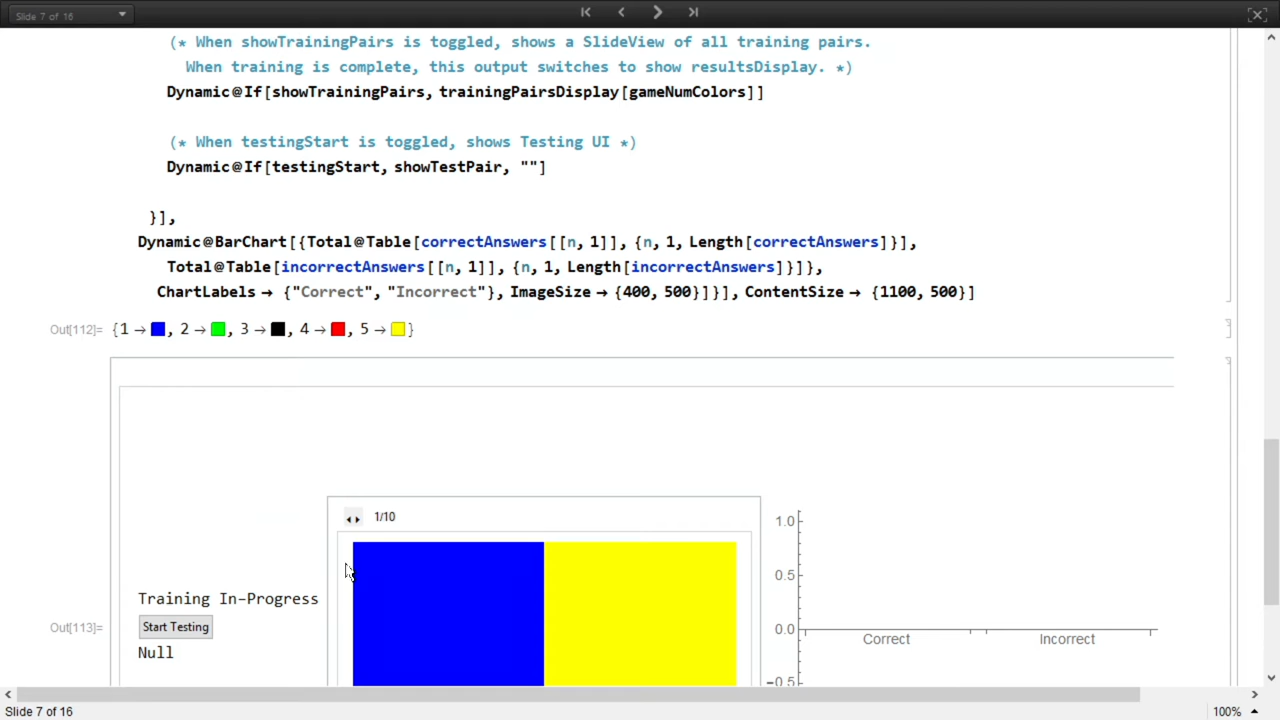 Slide 7 of 16
(* When showTrainingPairs is toggled, shows a SlideView of all training pairs.
When training is complete, this output switches to show resultsDisplay. *)
Dynamic@If[showTrainingPairs, trainingPairsDisplay[gameNumColors]]
(* When testingStart is toggled, shows Testing UI *)
Dynamic@If[testingStart, showTestPair, ""]
}],
Dynamic@BarChart[{Total@Table[correctAnswers[[n, 1]], {n, 1, Length[correctAnswers]}],
Total@Table[incorrectAnswers[[n, 1]], {n, 1, Length[incorrectAnswers]}]},
ChartLabels → {"Correct", "Incorrect"}, ImageSize → {400, 500}]}], ContentSize → {1100, 500}]
Out[112]= {1 → , 2 → , 3 → , 4 → , 5 → }
1/10
1.0
0.5
Training In-Progress
Out[113]=
Start Testing
0.0
Correct
Incorrect
Null
-0.5
Slide 7 of 16
100%